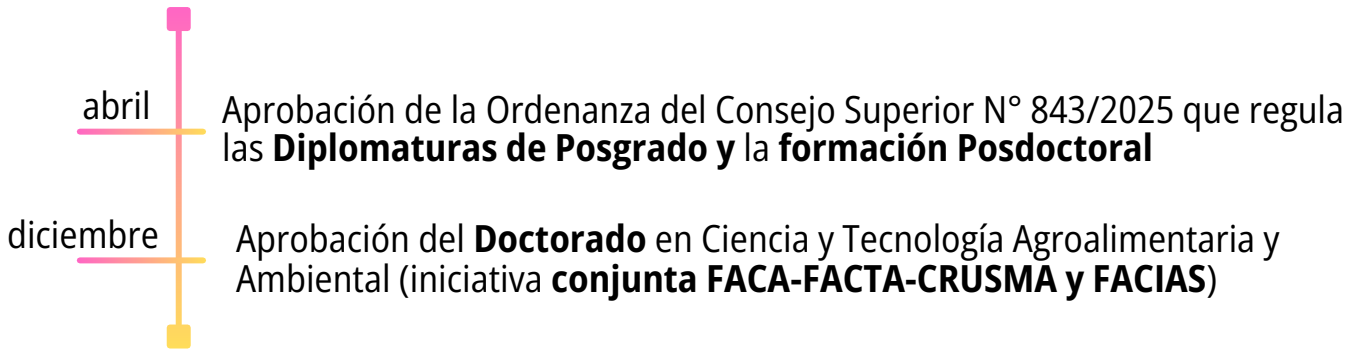 abril
Aprobación de la Ordenanza del Consejo Superior N° 843/2025 que regula
las Diplomaturas de Posgrado y la formación Posdoctoral
diciembre
Aprobación del Doctorado en Ciencia y Tecnología Agroalimentaria y
Ambiental (iniciativa conjunta FACA-FACTA-CRUSMA y FACIAS)